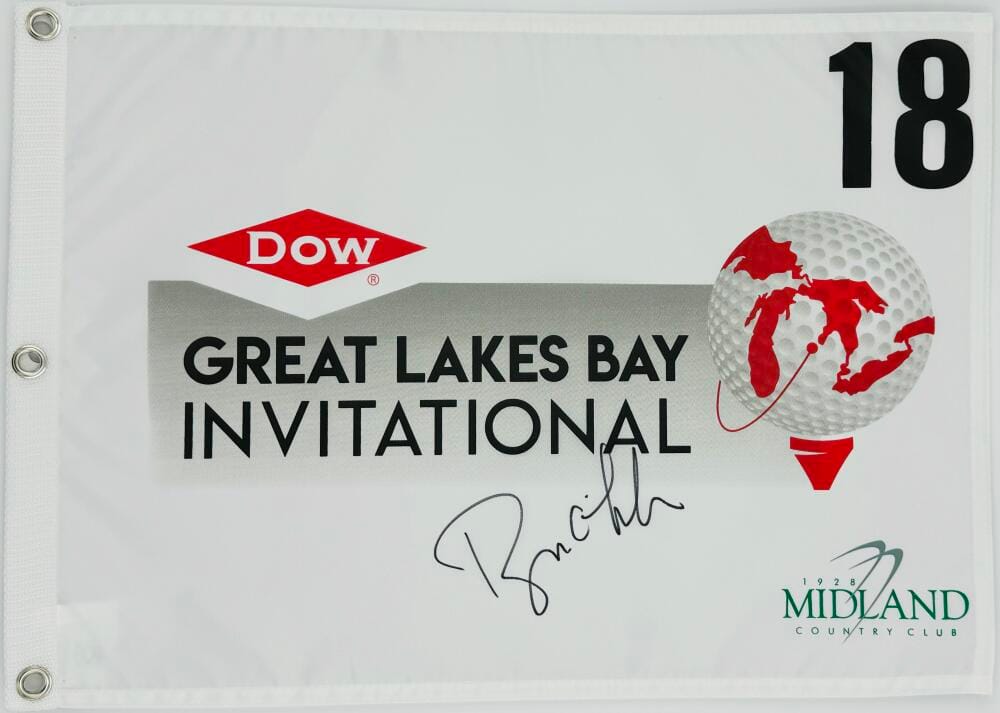 18
DOW®
GREAT LAKES BAY
INVITATIONAL
1928
MIDLAND
COUNTRY CLUB